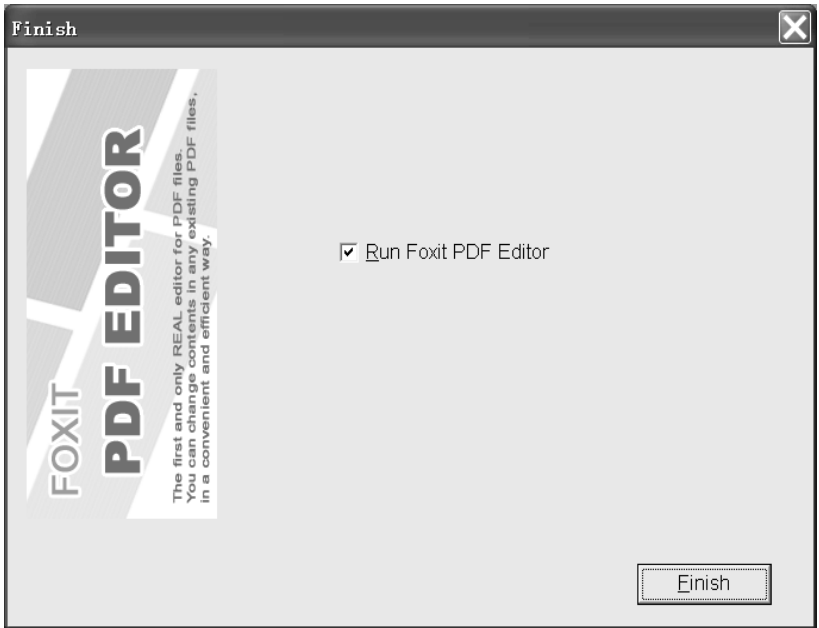 Finish
FOXIT
PDF EDITOR
The first and only REAL editor for PDF files.
You can change contents in any existing PDF files,
in a convenient and efficient way.
Run Foxit PDF Editor
Finish